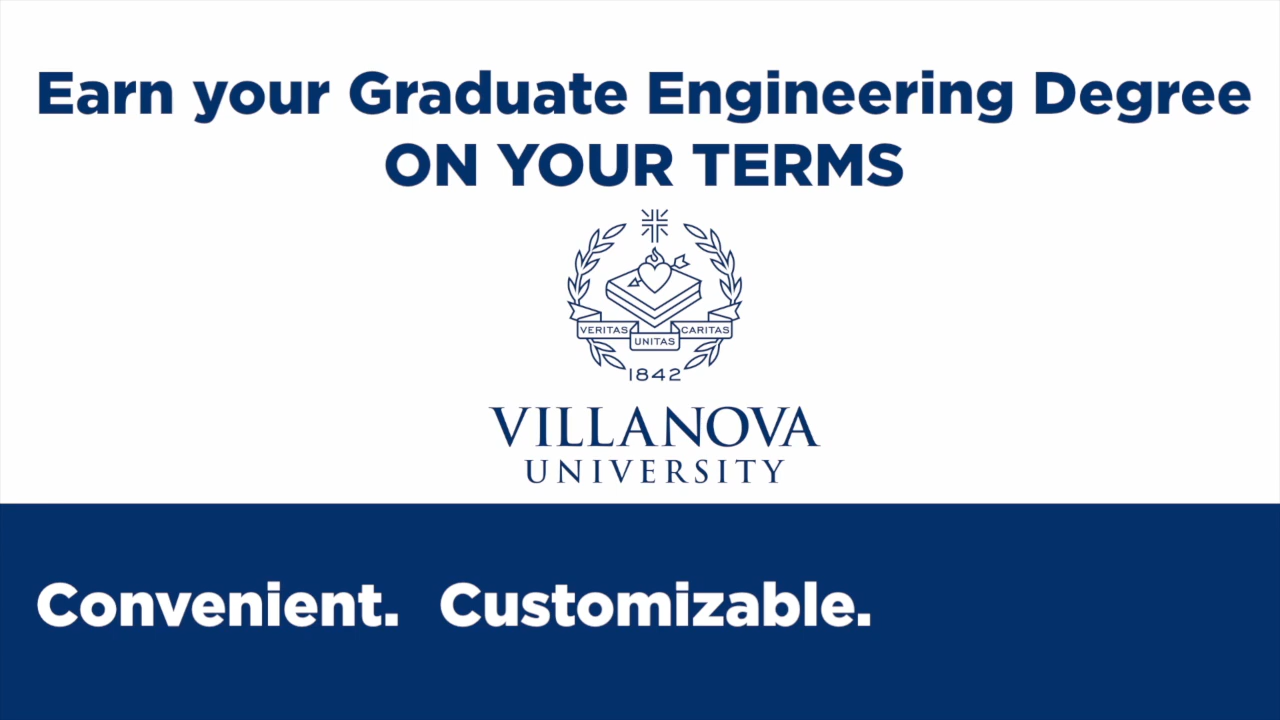 Earn your Graduate Engineering Degree
ON YOUR TERMS
VERITAS UNITAS CARITAS
1842
VILLANOVA
UNIVERSITY
Convenient. Customizable.